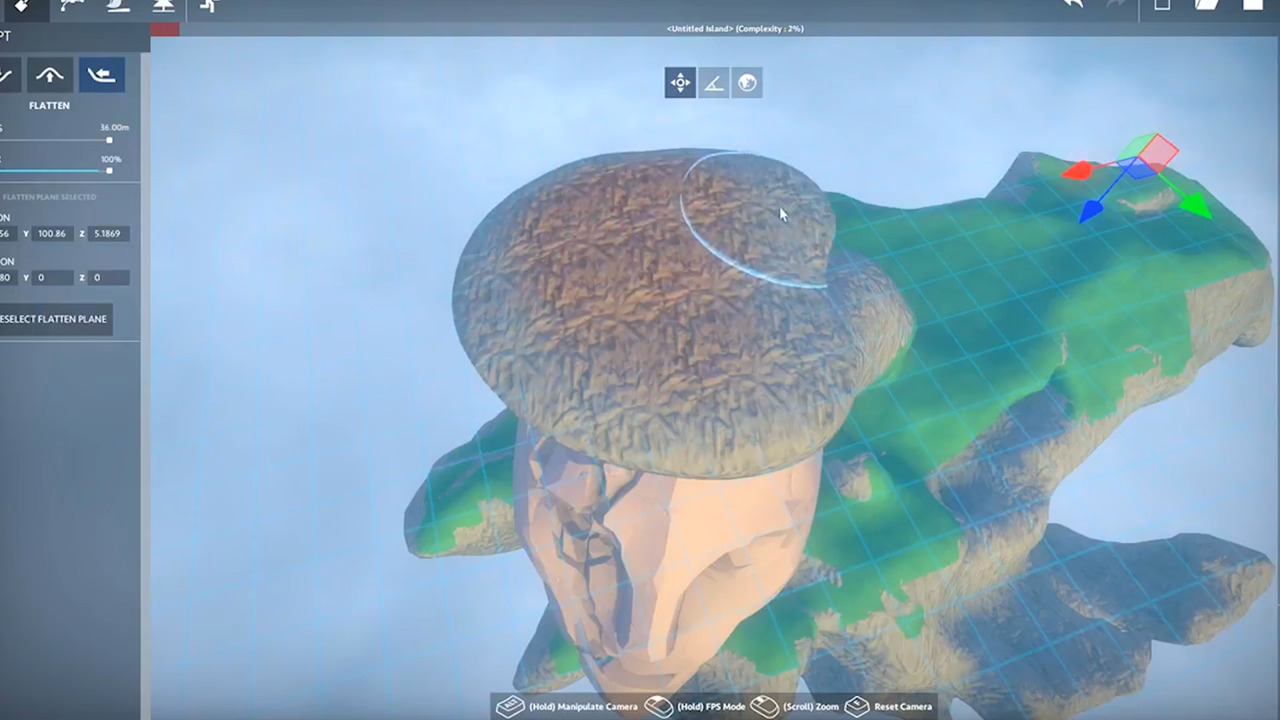 <Untitled Island> (Complexity : 2%)
PT
FLATTEN
S 36.00m
100%
FLATTEN PLANE SELECTED
ON
56 Y 100.86 Z 5.1869
ON
80 Y 0 Z 0
ESELECT FLATTEN PLANE
(Hold) Manipulate Camera (Hold) FPS Mode (Scroll) Zoom Reset Camera